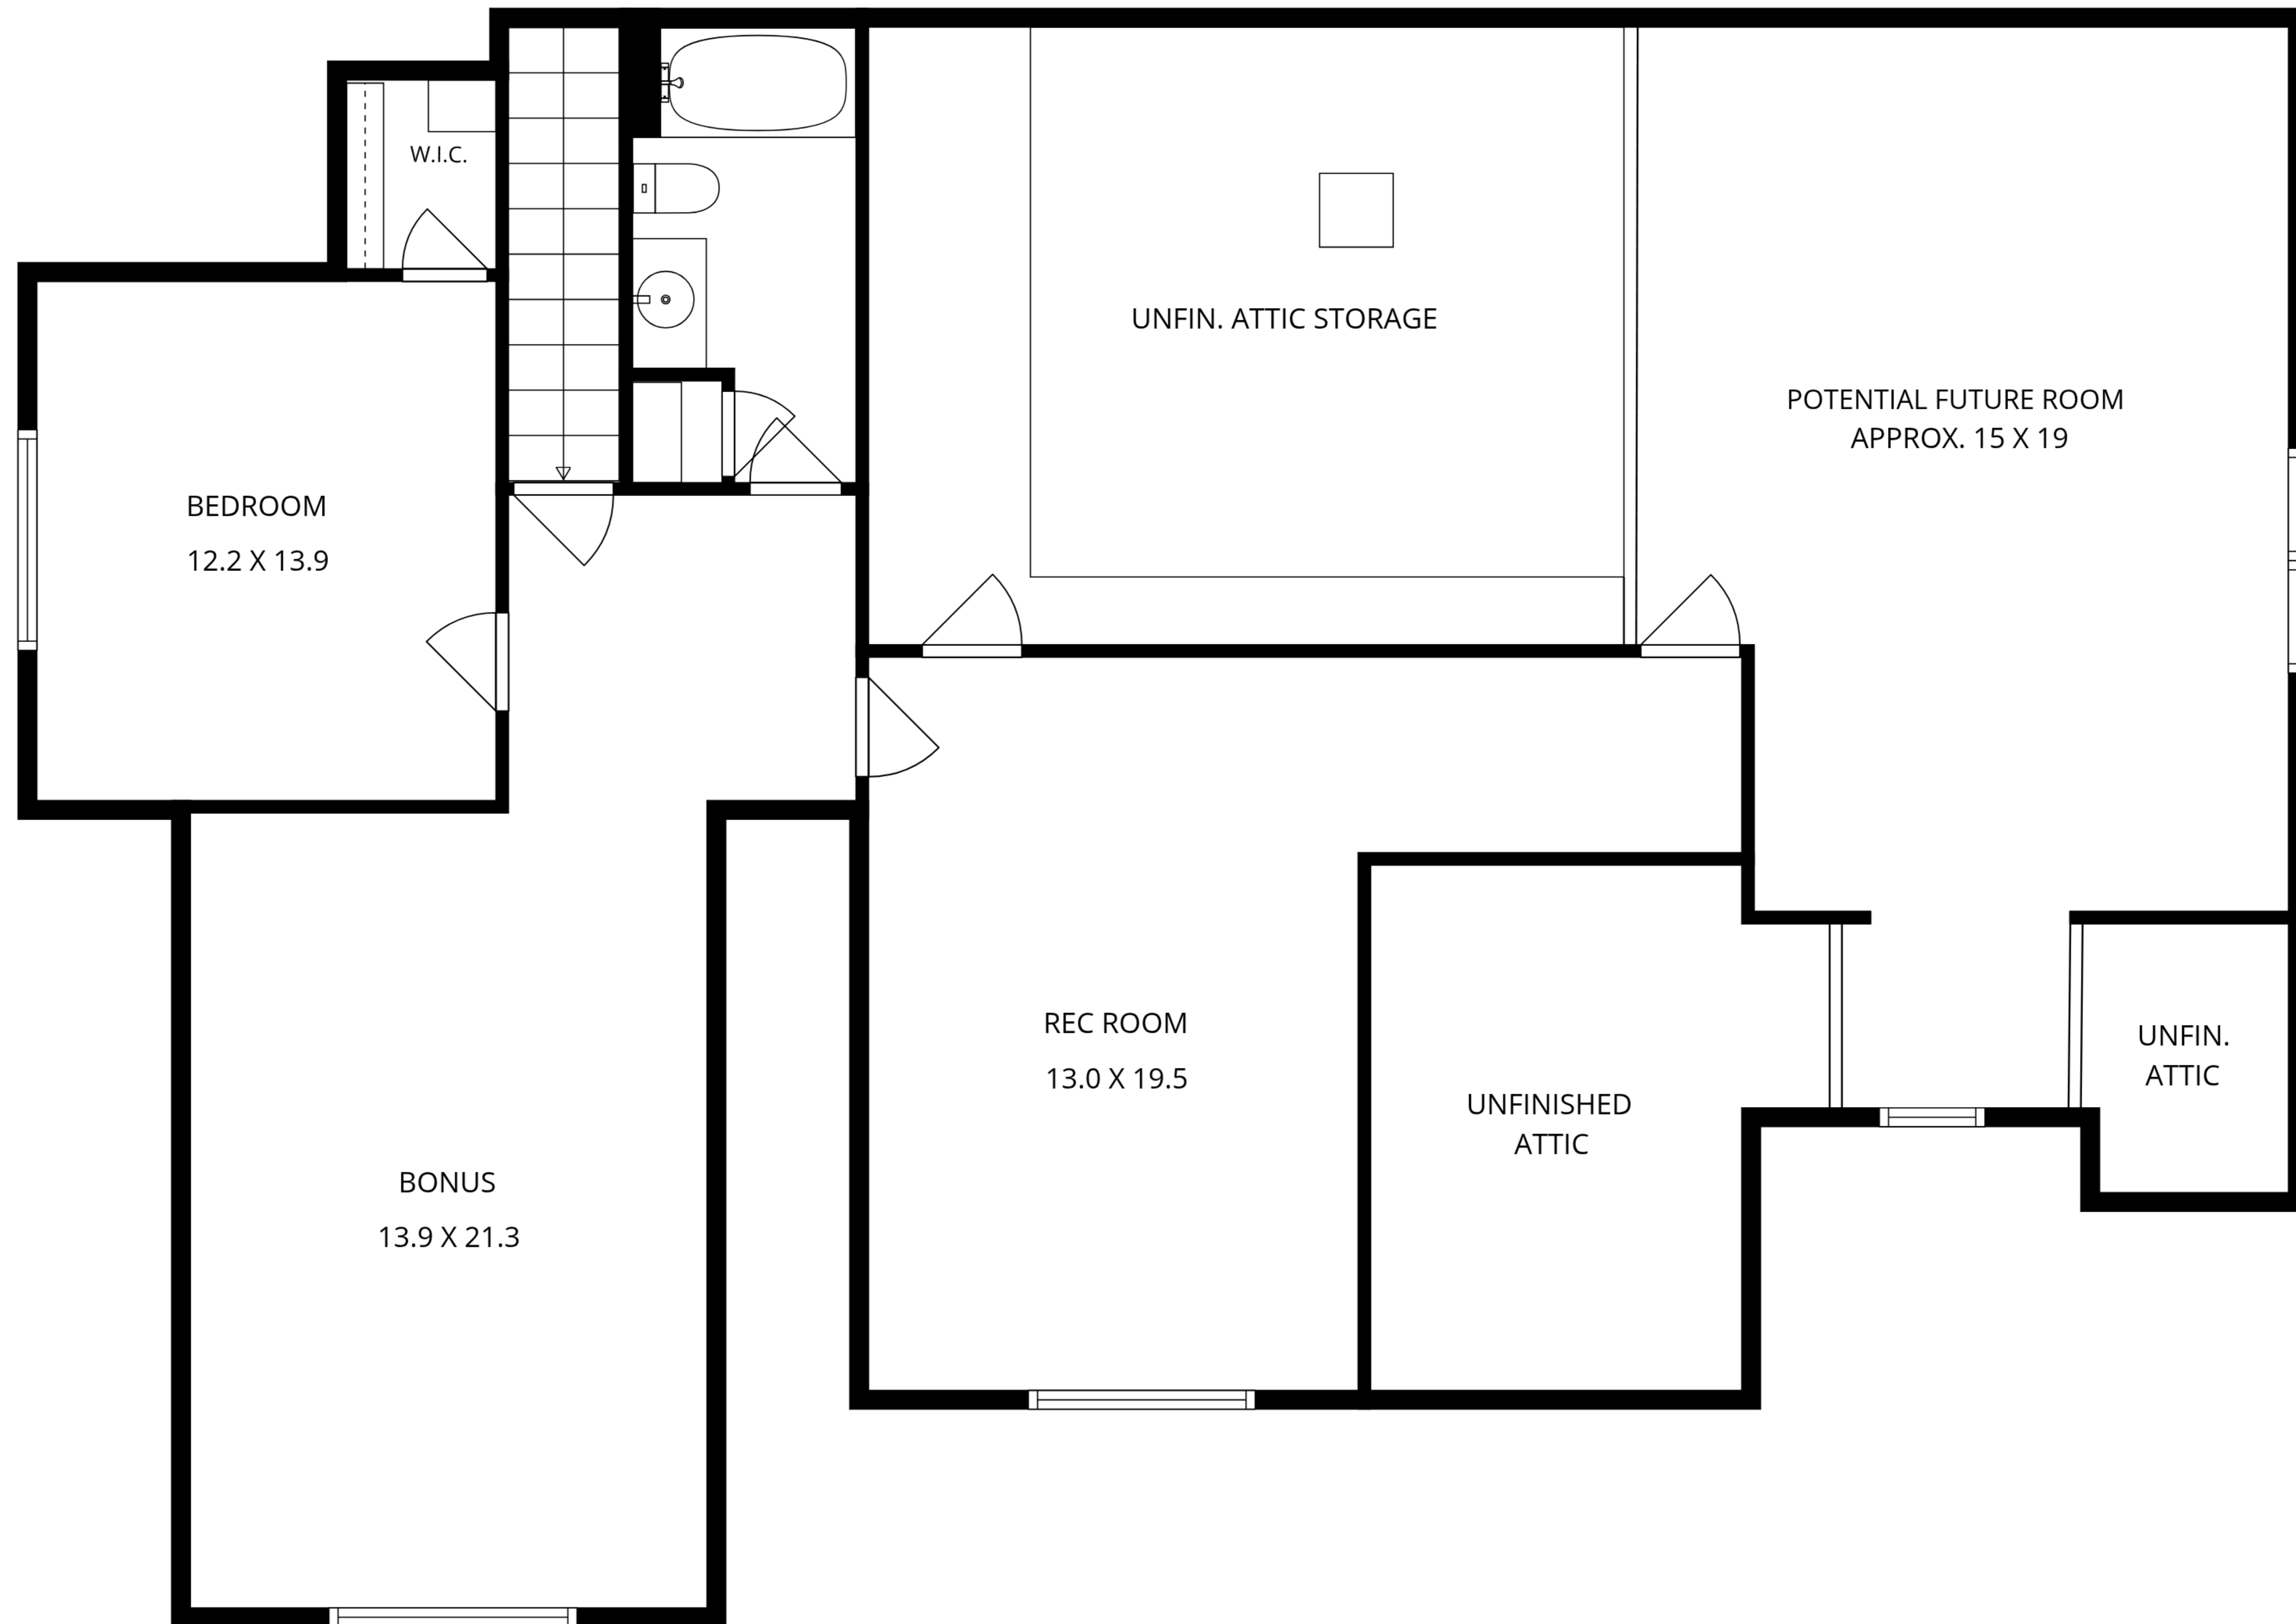 W.I.C.
UNFIN. ATTIC STORAGE
POTENTIAL FUTURE ROOM
APPROX. 15 X 19
BEDROOM
12.2 X 13.9
REC ROOM
13.0 X 19.5
UNFIN.
ATTIC
UNFINISHED
ATTIC
BONUS
13.9 X 21.3